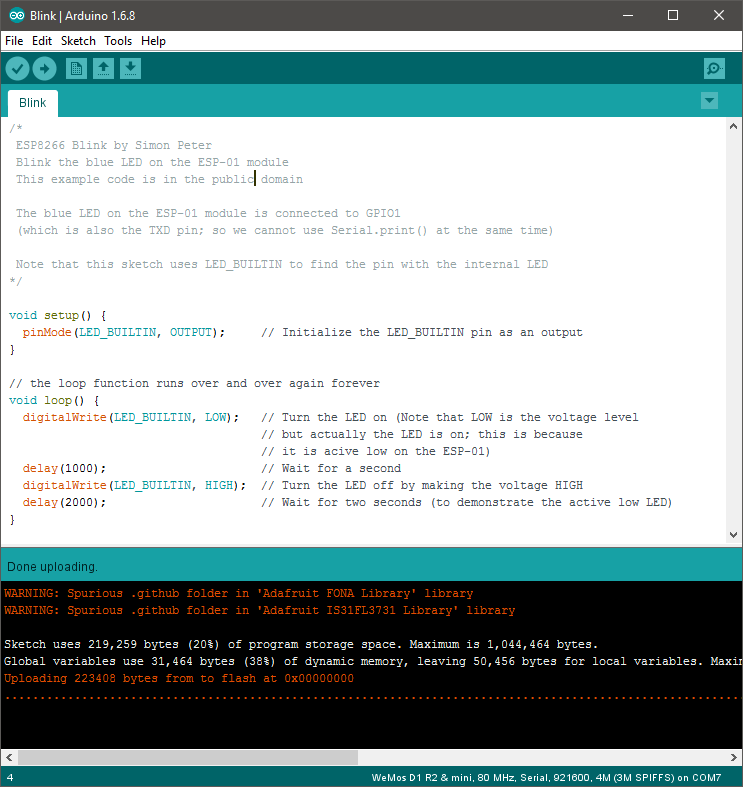 Blink | Arduino 1.6.8
File Edit Sketch Tools Help
Blink
/*
 ESP8266 Blink by Simon Peter
 Blink the blue LED on the ESP-01 module
 This example code is in the public domain

 The blue LED on the ESP-01 module is connected to GPIO1
 (which is also the TXD pin; so we cannot use Serial.print() at the same time)

 Note that this sketch uses LED_BUILTIN to find the pin with the internal LED
*/

void setup() {
  pinMode(LED_BUILTIN, OUTPUT);     // Initialize the LED_BUILTIN pin as an output
}

// the loop function runs over and over again forever
void loop() {
  digitalWrite(LED_BUILTIN, LOW);   // Turn the LED on (Note that LOW is the voltage level
                                    // but actually the LED is on; this is because
                                    // it is acive low on the ESP-01)
  delay(1000);                      // Wait for a second
  digitalWrite(LED_BUILTIN, HIGH);  // Turn the LED off by making the voltage HIGH
  delay(2000);                      // Wait for two seconds (to demonstrate the active low LED)
}
Done uploading.
WARNING: Spurious .github folder in 'Adafruit FONA Library' library
WARNING: Spurious .github folder in 'Adafruit IS31FL3731 Library' library

Sketch uses 219,259 bytes (20%) of program storage space. Maximum is 1,044,464 bytes.
Global variables use 31,464 bytes (38%) of dynamic memory, leaving 50,456 bytes for local variables.
Uploading 223408 bytes from to flash at 0x00000000
................................................................................
4 WeMos D1 R2 & mini, 80 MHz, Serial, 921600, 4M (3M SPIFFS) on COM7